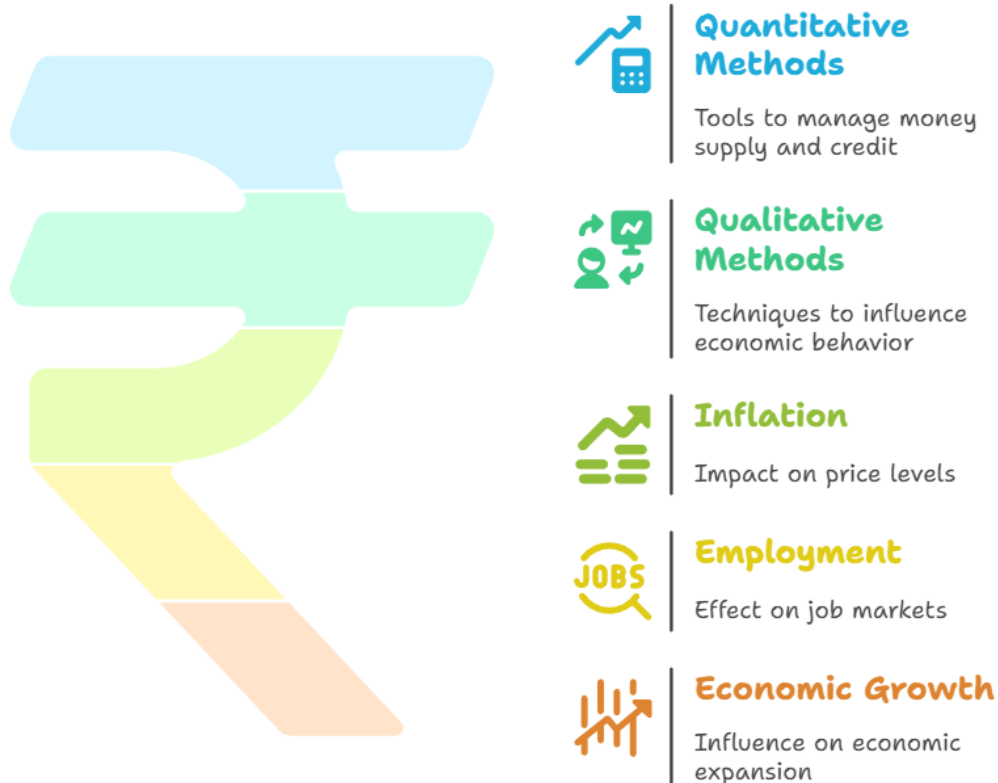 Quantitative
Methods
Tools to manage money
supply and credit
Qualitative
Methods
Techniques to influence
economic behavior
Inflation
Impact on price levels
JOBS
Employment
Effect on job markets
Economic Growth
Influence on economic
expansion